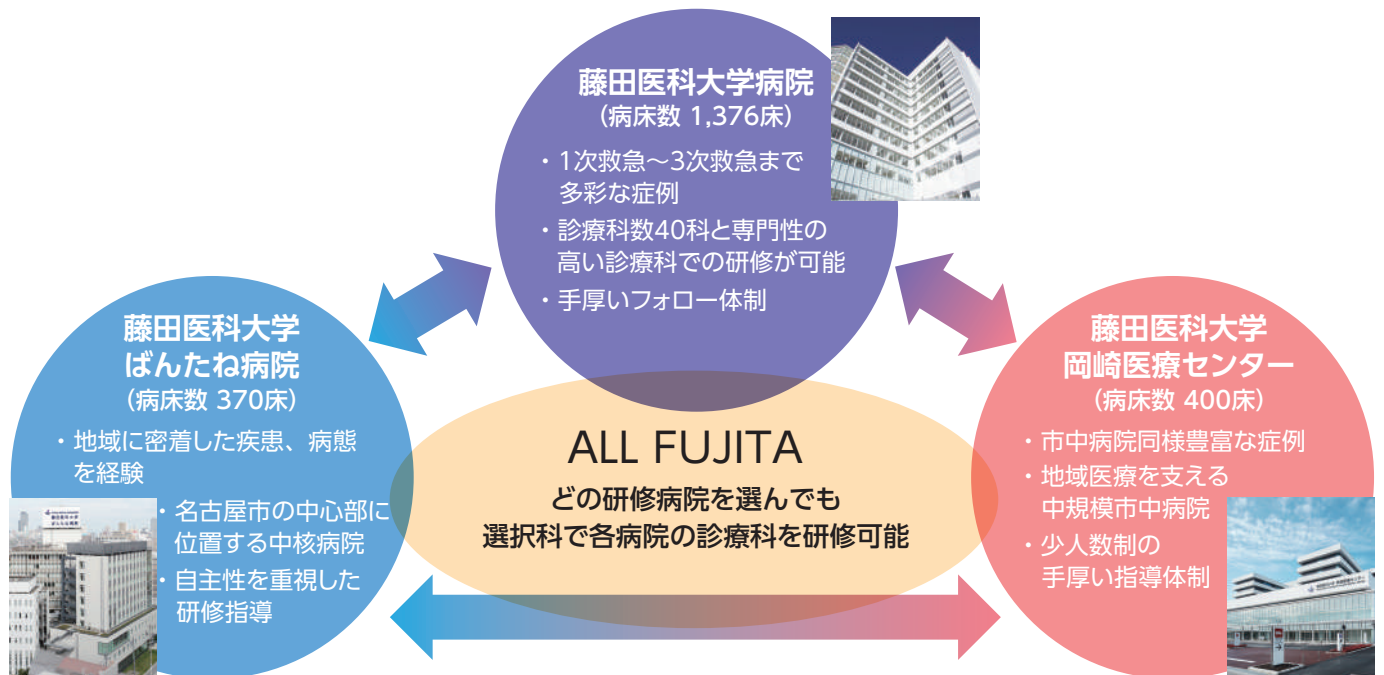 藤田医科大学病院
(病床数 1,376床)
・1次救急～3次救急まで
多彩な症例
・診療科数40科と専門性の
高い診療科での研修が可能
・手厚いフォロー体制
藤田医科大学
ばんたね病院
(病床数 370床)
・地域に密着した疾患、病態
を経験
・名古屋市の中心部に
位置する中核病院
・自主性を重視した
研修指導
ALL FUJITA
どの研修病院を選んでも
選択科で各病院の診療科を研修可能
藤田医科大学
岡崎医療センター
(病床数 400床)
・市中病院同様豊富な症例
・地域医療を支える
中規模市中病院
・少人数制の
手厚い指導体制